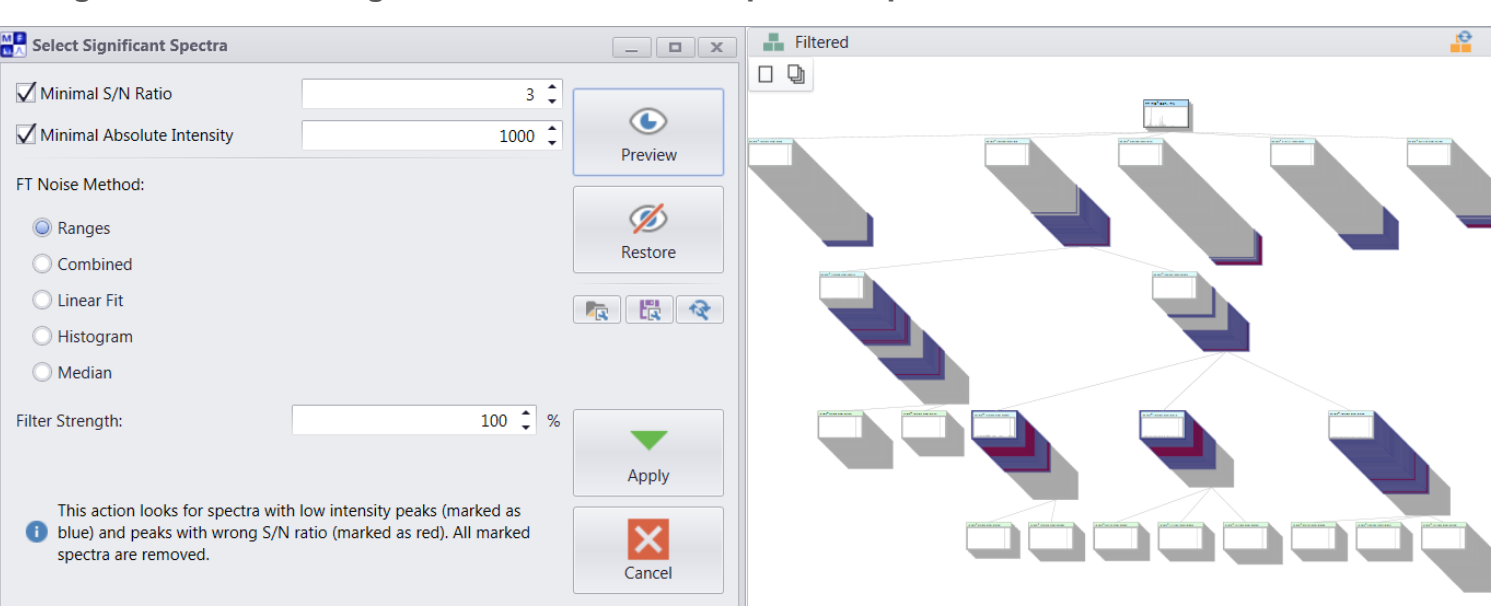 Select Significant Spectra
Minimal S/N Ratio
3
Minimal Absolute Intensity
1000
Preview
FT Noise Method:
Ranges
Combined
Linear Fit
Histogram
Median
Restore
Filter Strength:
100 %
Apply
This action looks for spectra with low intensity peaks (marked as
blue) and peaks with wrong S/N ratio (marked as red). All marked
spectra are removed.
Cancel
Filtered